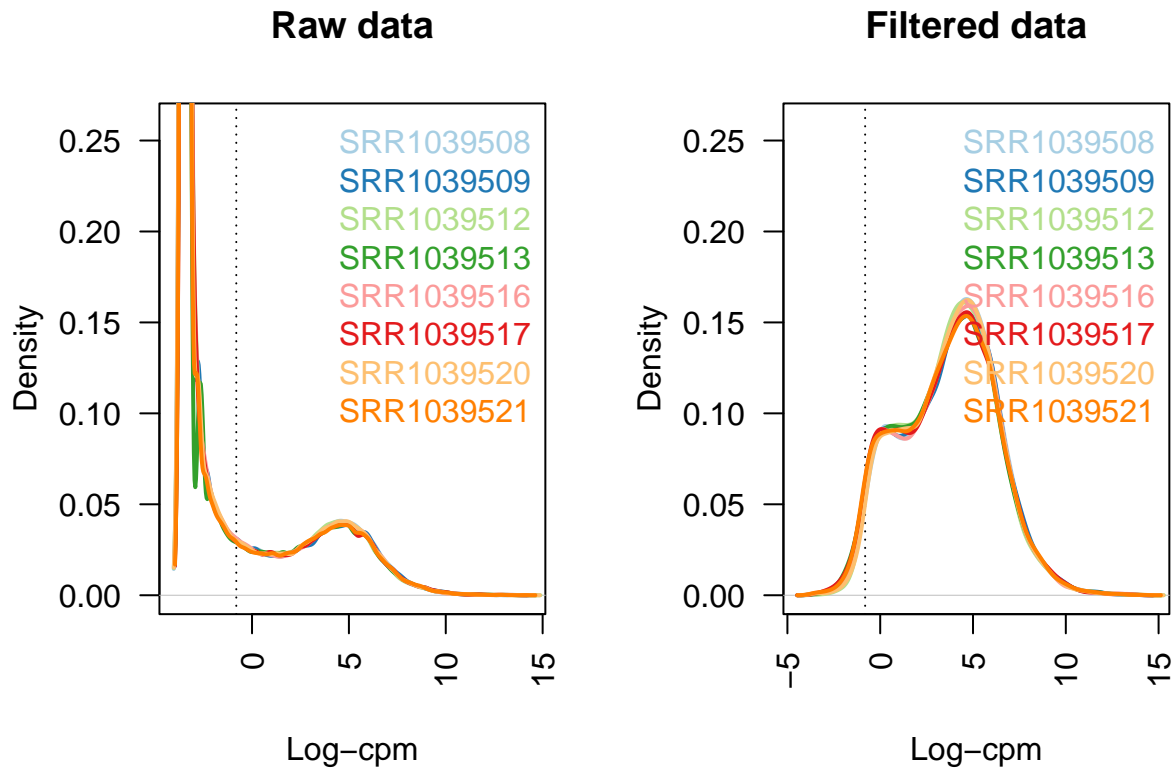 Raw data
Density
0.25
0.20
0.15
0.10
0.05
0.00
SRR1039508
SRR1039509
SRR1039512
SRR1039513
SRR1039516
SRR1039517
SRR1039520
SRR1039521
0
5
10
15
Log−cpm
Filtered data
Density
0.25
0.20
0.15
0.10
0.05
0.00
SRR1039508
SRR1039509
SRR1039512
SRR1039513
SRR1039516
SRR1039517
SRR1039520
SRR1039521
−5
0
5
10
15
Log−cpm